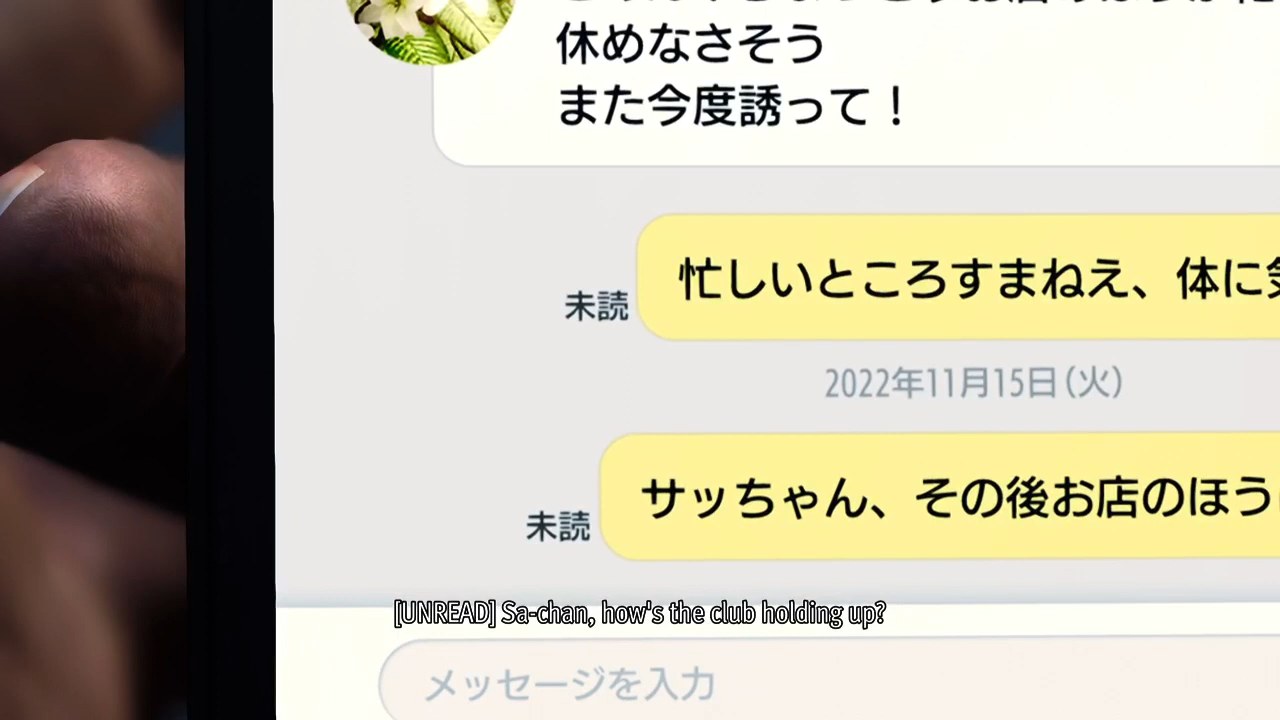 休めなさそう
また今度誘って！
忙しいところすまねえ、体に
未読
2022年11月15日（火）
サッちゃん、その後お店のほう
未読
[UNREAD] Sa-chan, how's the club holding up?
メッセージを入力